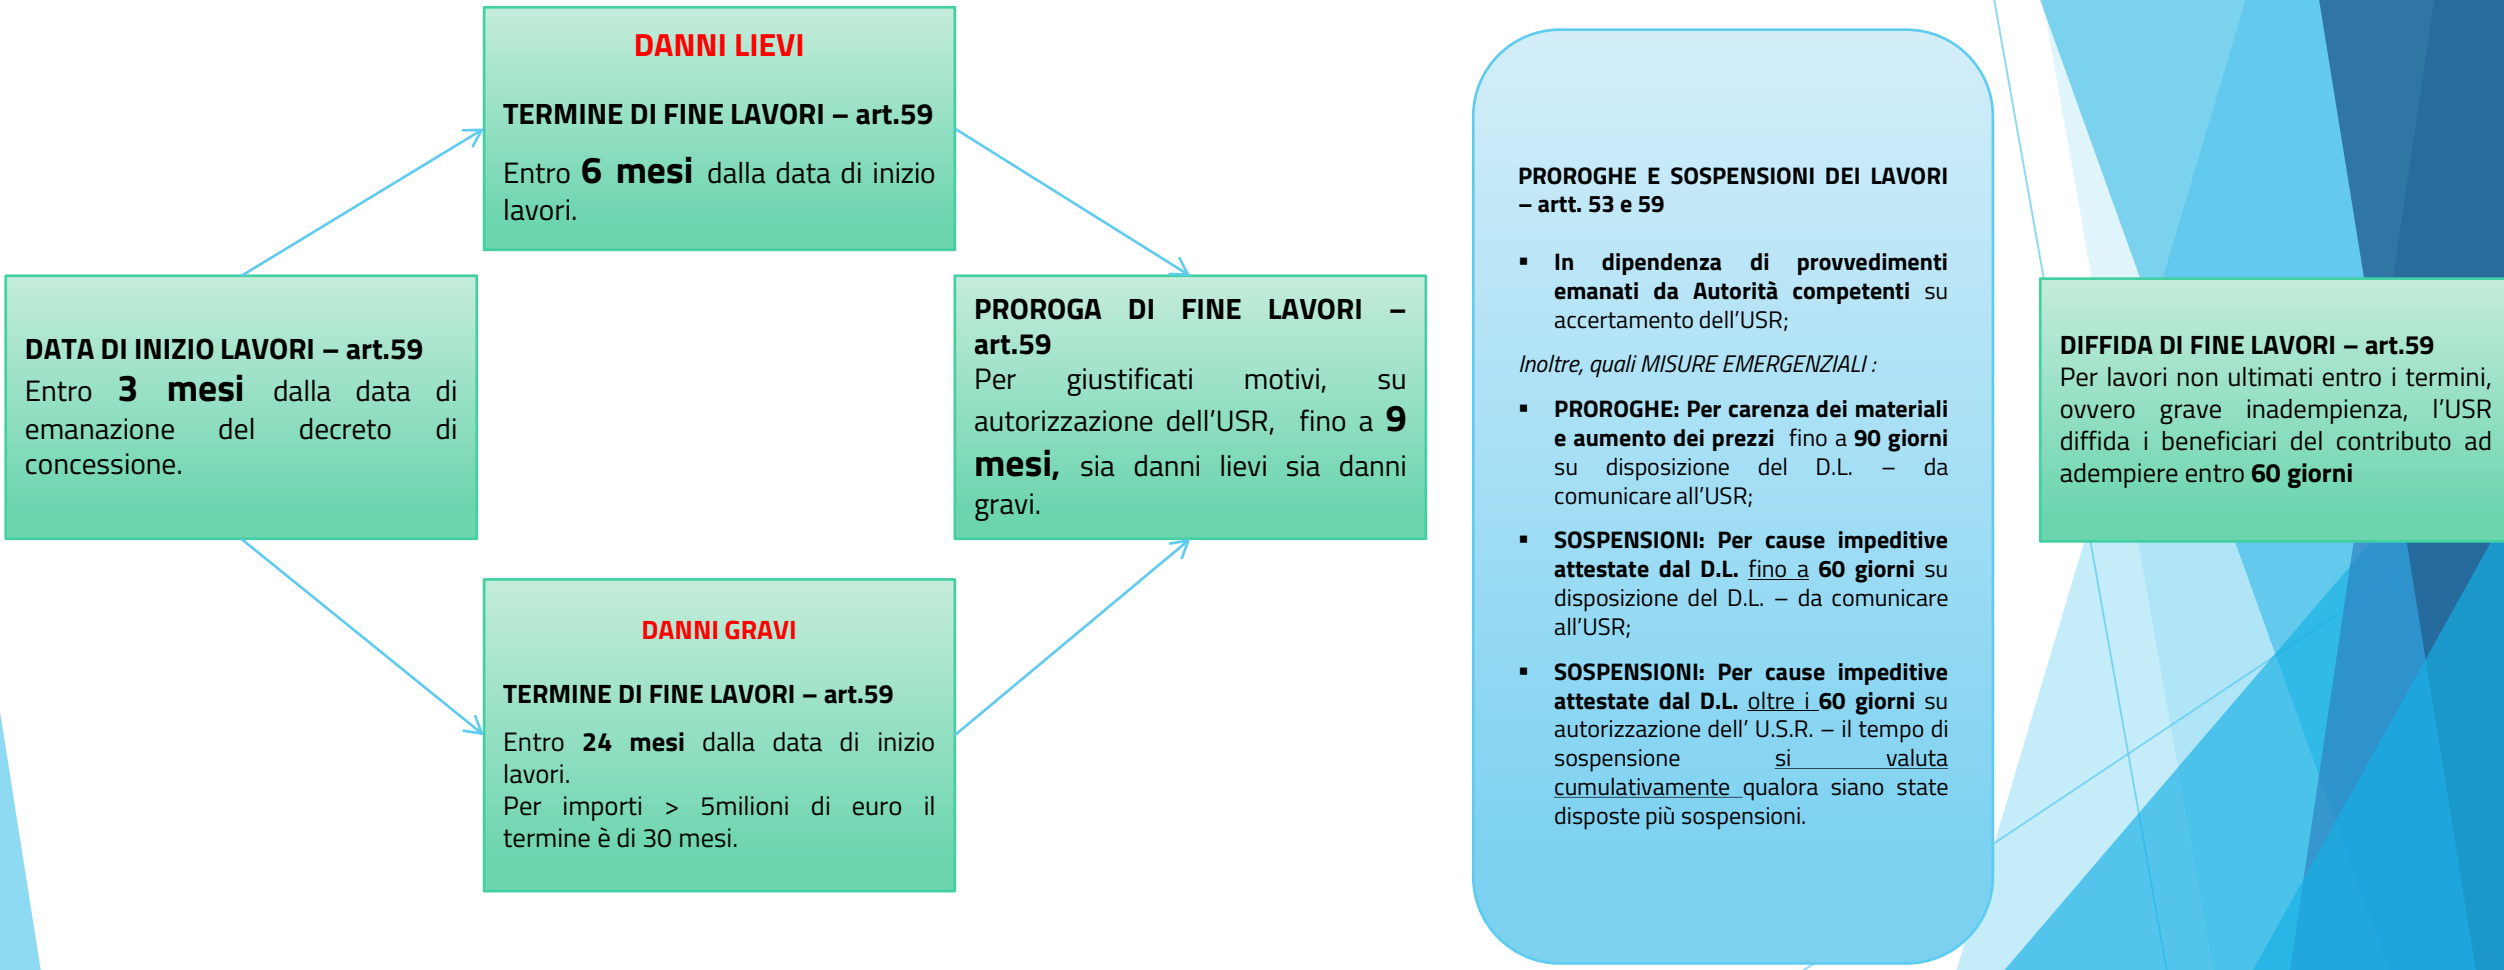 DANNI LIEVI
TERMINE DI FINE LAVORI – art.59
Entro 6 mesi dalla data di inizio
lavori.
DATA DI INIZIO LAVORI – art.59
Entro 3 mesi dalla data di
emanazione del decreto di
concessione.
DANNI GRAVI
TERMINE DI FINE LAVORI – art.59
Entro 24 mesi dalla data di inizio
lavori.
Per importi > 5milioni di euro il
termine è di 30 mesi.
PROROGA DI FINE LAVORI –
art.59
Per giustificati motivi, su
autorizzazione dell’USR, fino a 9
mesi, sia danni lievi sia danni
gravi.
PROROGHE E SOSPENSIONI DEI LAVORI
– artt. 53 e 59
▪ In dipendenza di provvedimenti
emanati da Autorità competenti su
accertamento dell’USR;
Inoltre, quali MISURE EMERGENZIALI :
▪ PROROGHE: Per carenza dei materiali
e aumento dei prezzi fino a 90 giorni
su disposizione del D.L. – da
comunicare all’USR;
▪ SOSPENSIONI: Per cause impeditive
attestate dal D.L. fino a 60 giorni su
disposizione del D.L. – da comunicare
all’USR;
▪ SOSPENSIONI: Per cause impeditive
attestate dal D.L. oltre i 60 giorni su
autorizzazione dell’ U.S.R. – il tempo di
sospensione si valuta
cumulativamente qualora siano state
disposte più sospensioni.
DIFFIDA DI FINE LAVORI – art.59
Per lavori non ultimati entro i termini,
ovvero grave inadempienza, l’USR
diffida i beneficiari del contributo ad
adempiere entro 60 giorni